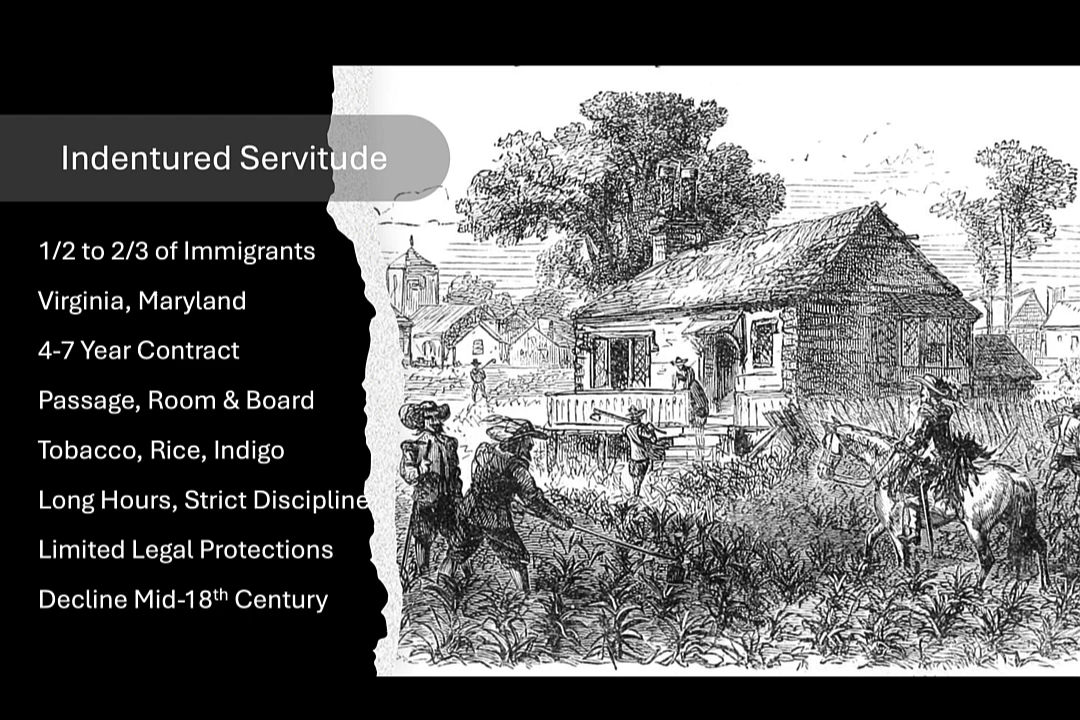 Indentured Servitude
1/2 to 2/3 of Immigrants
Virginia, Maryland
4-7 Year Contract
Passage, Room & Board
Tobacco, Rice, Indigo
Long Hours, Strict Discipline
Limited Legal Protections
Decline Mid-18th Century